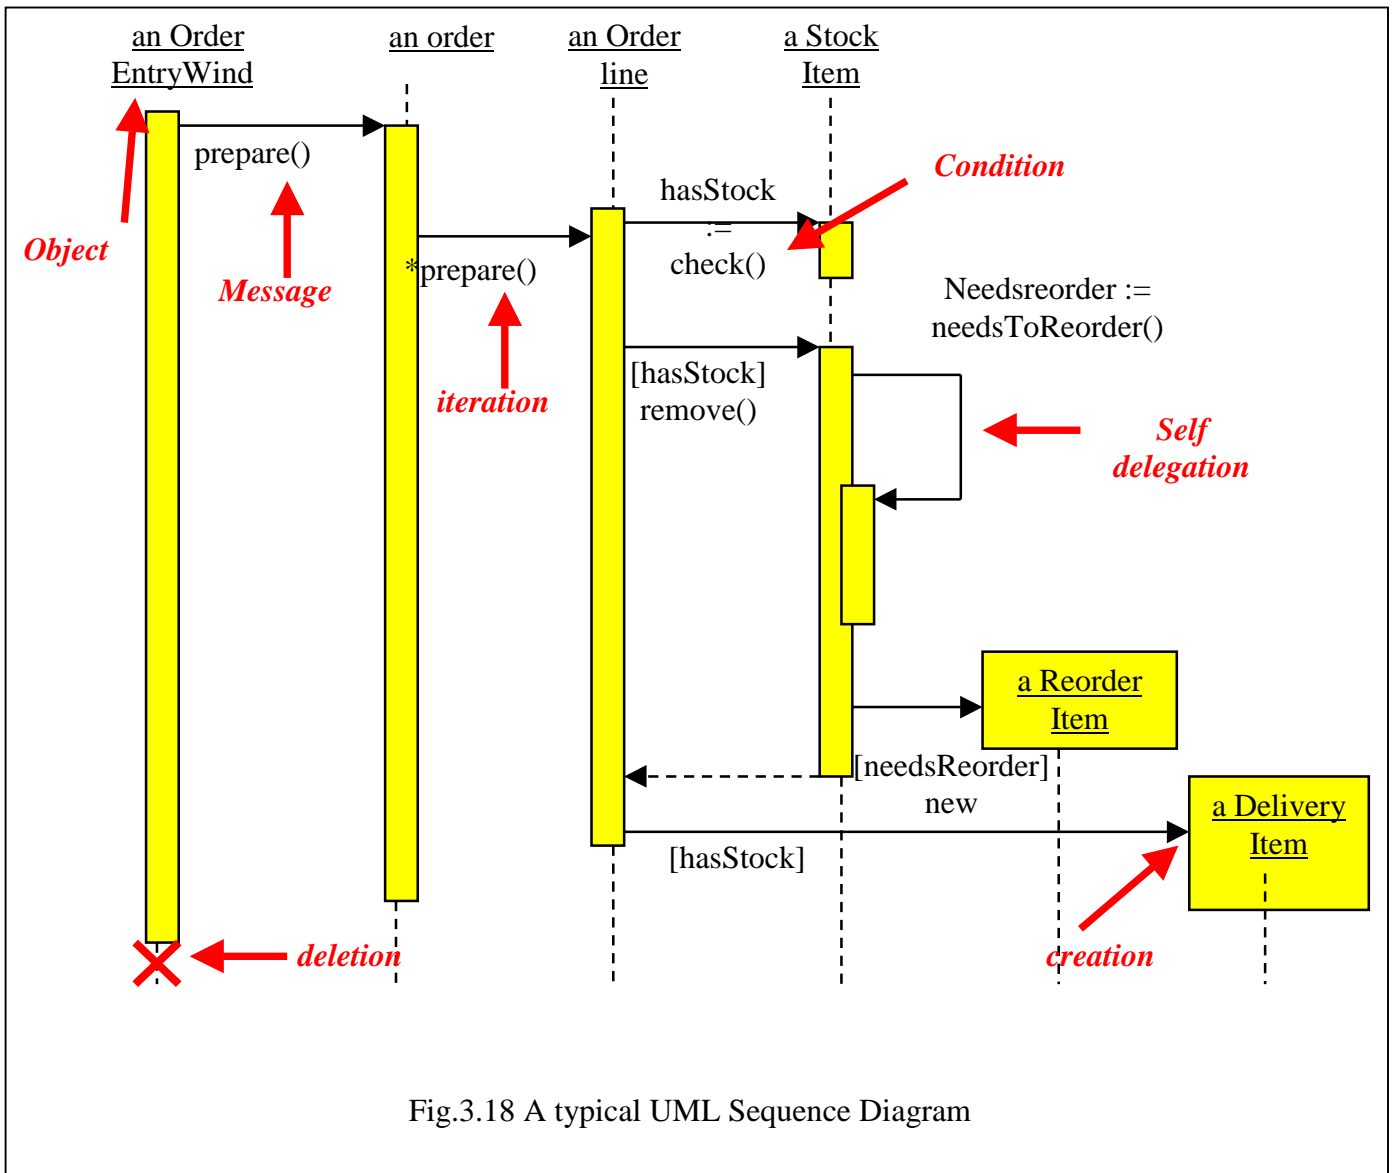 an Order
EntryWind
an order
an Order
line
a Stock
Item
prepare()
Condition
hasStock
:=
check()
Object
Message
*prepare()
Needsreorder :=
needsToReorder()
iteration
[hasStock]
remove()
Self
delegation
a Reorder
Item
[needsReorder]
new
a Delivery
Item
[hasStock]
deletion
creation
Fig.3.18 A typical UML Sequence Diagram